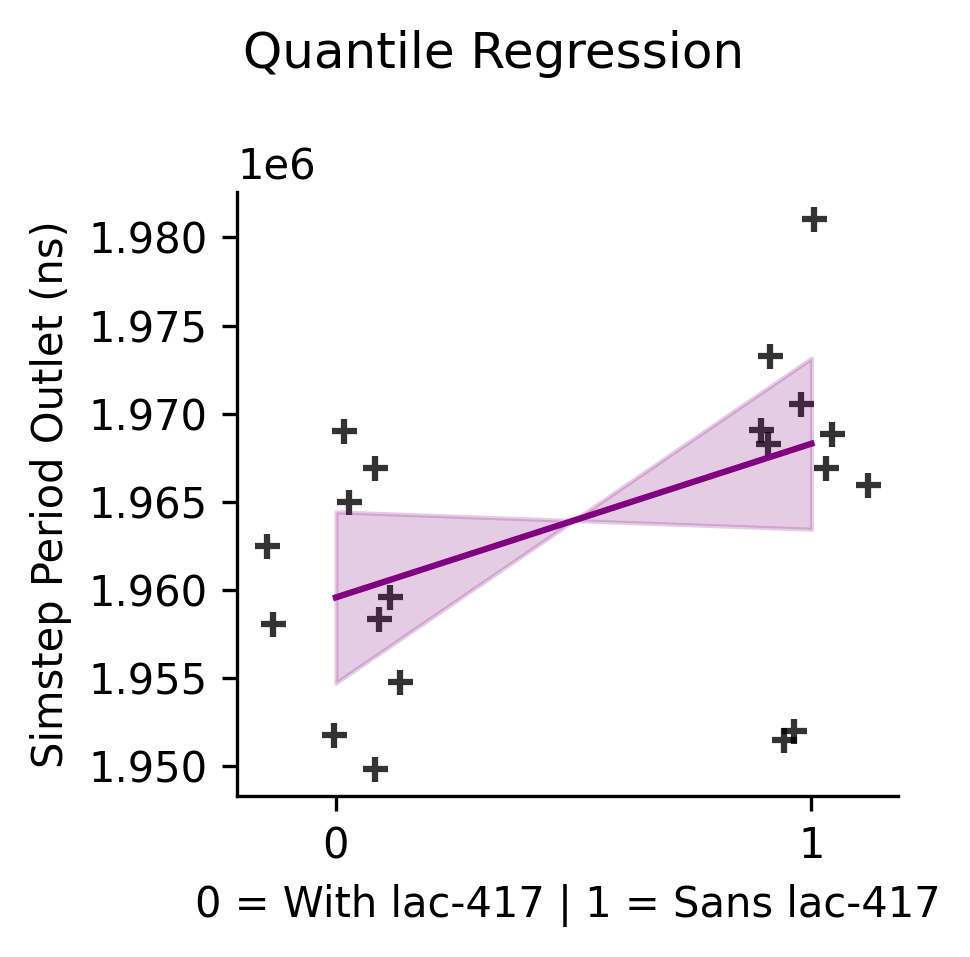 Quantile Regression
1e6
Simstep Period Outlet (ns)
1.980
1.975
1.970
1.965
1.960
1.955
1.950
0
1
0 = With lac-417 | 1 = Sans lac-417